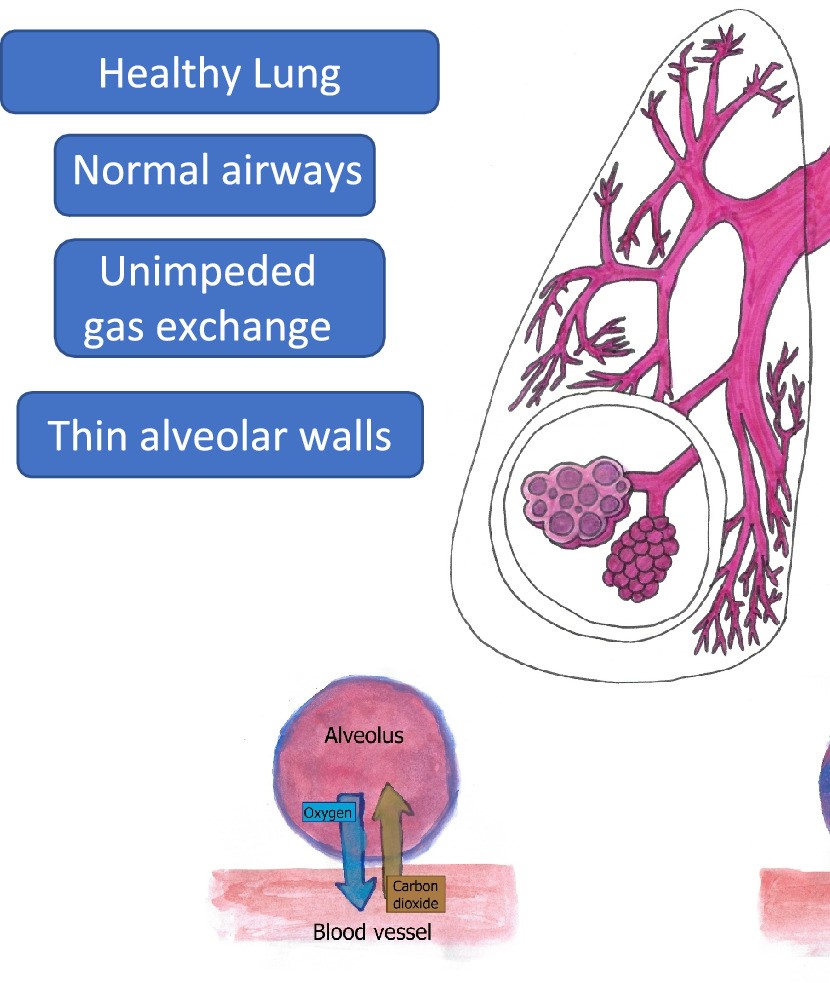 Healthy Lung
Normal airways
Unimpeded
gas exchange
Thin alveolar walls
Alveolus
Oxygen
Carbon
dioxide
Blood vessel